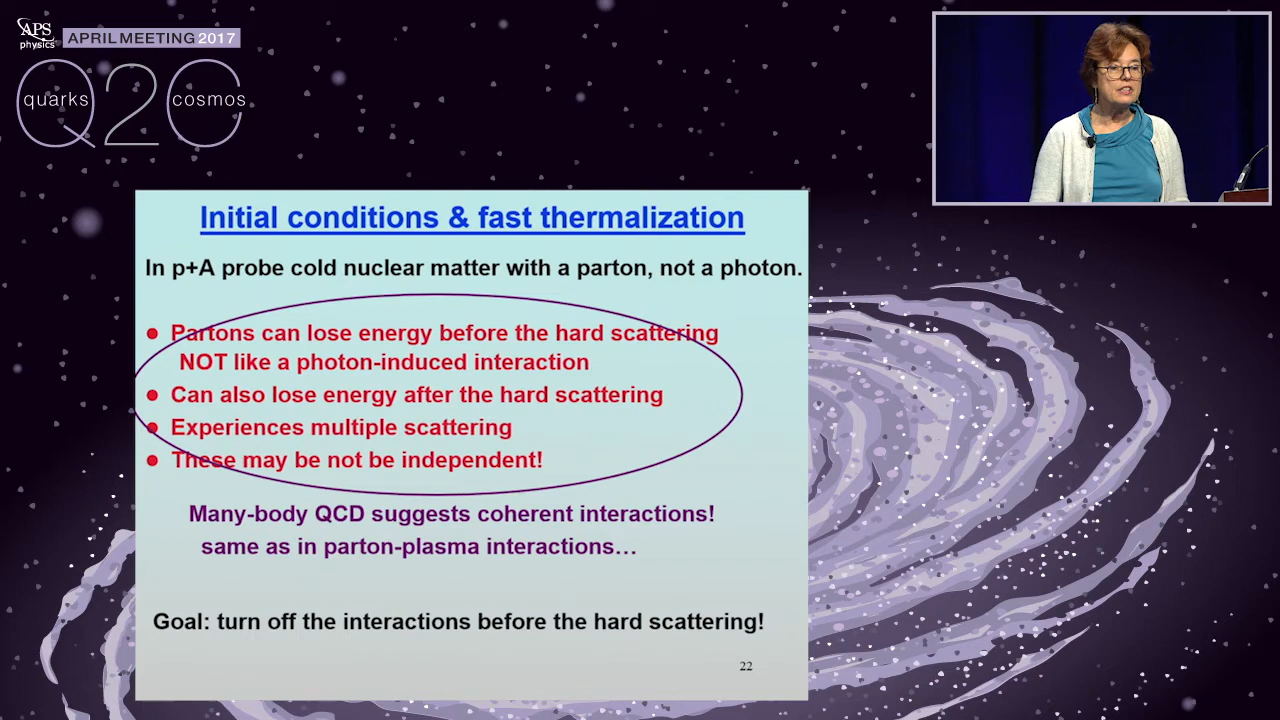 APS
physics
APRIL MEETING 2017
Q2C
quarks
cosmos
Initial conditions & fast thermalization
In p+A probe cold nuclear matter with a parton, not a photon.
● Partons can lose energy before the hard scattering
NOT like a photon-induced interaction
● Can also lose energy after the hard scattering
● Experiences multiple scattering
● These may be not be independent!
Many-body QCD suggests coherent interactions!
same as in parton-plasma interactions…
Goal: turn off the interactions before the hard scattering!
22